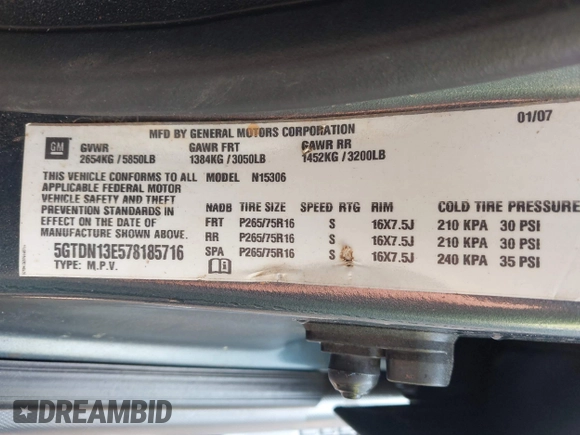 MFD BY GENERAL MOTORS CORPORATION 01/07
GM GVWR GAWR FRT GAWR RR
2654KG / 5850LB 1384KG / 3050LB 1452KG / 3200LB
THIS VEHICLE CONFORMS TO ALL MODEL N15306
APPLICABLE FEDERAL MOTOR
VEHICLE SAFETY AND THEFT
PREVENTION STANDARDS IN
EFFECT ON THE DATE OF
MANUFACTURE SHOWN ABOVE.
5GTDN13E578185716
TYPE: M.P.V.
NADB TIRE SIZE SPEED RTG RIM COLD TIRE PRESSURE
FRT P265/75R16 S 16X7.5J 210 KPA 30 PSI
RR P265/75R16 S 16X7.5J 210 KPA 30 PSI
SPA P265/75R16 S 16X7.5J 240 KPA 35 PSI
DREAMBID